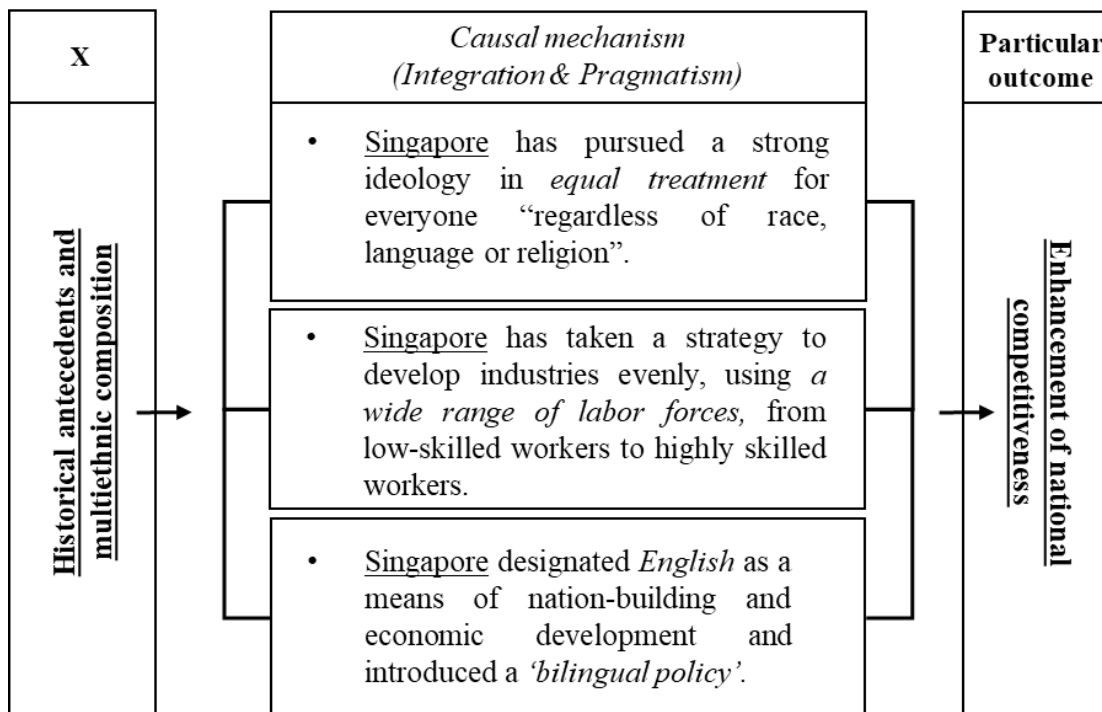 X
Historical antecedents and
multiethnic composition
Causal mechanism
(Integration & Pragmatism)
• Singapore has pursued a strong
ideology in equal treatment for
everyone “regardless of race,
language or religion”.
• Singapore has taken a strategy to
develop industries evenly, using a
wide range of labor forces, from
low-skilled workers to highly skilled
workers.
• Singapore designated English as a
means of nation-building and
economic development and
introduced a ‘bilingual policy’.
Particular
outcome
Enhancement of national
competitiveness